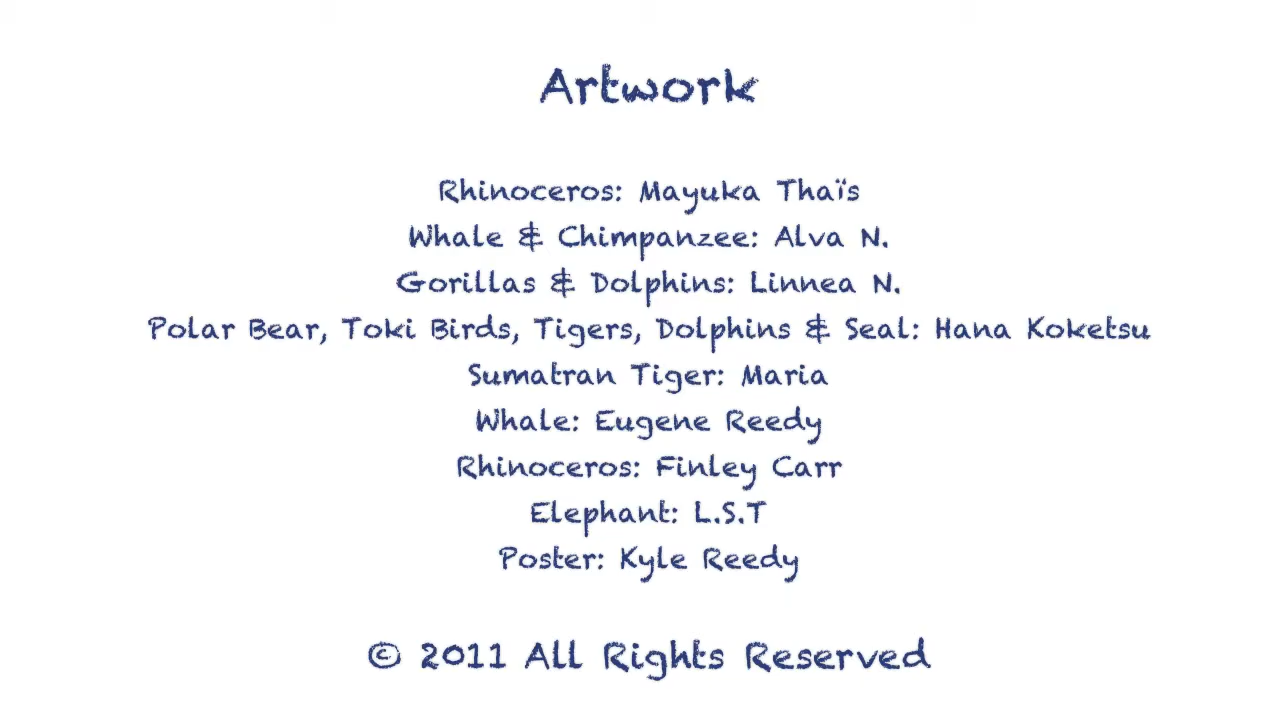 Artwork
Rhinoceros: Mayuka Thaïs
Whale & Chimpanzee: Alva N.
Gorillas & Dolphins: Linnea N.
Polar Bear, Toki Birds, Tigers, Dolphins & Seal: Hana Koketsu
Sumatran Tiger: Maria
Whale: Eugene Reedy
Rhinoceros: Finley Carr
Elephant: L.S.T
Poster: Kyle Reedy
© 2011 All Rights Reserved